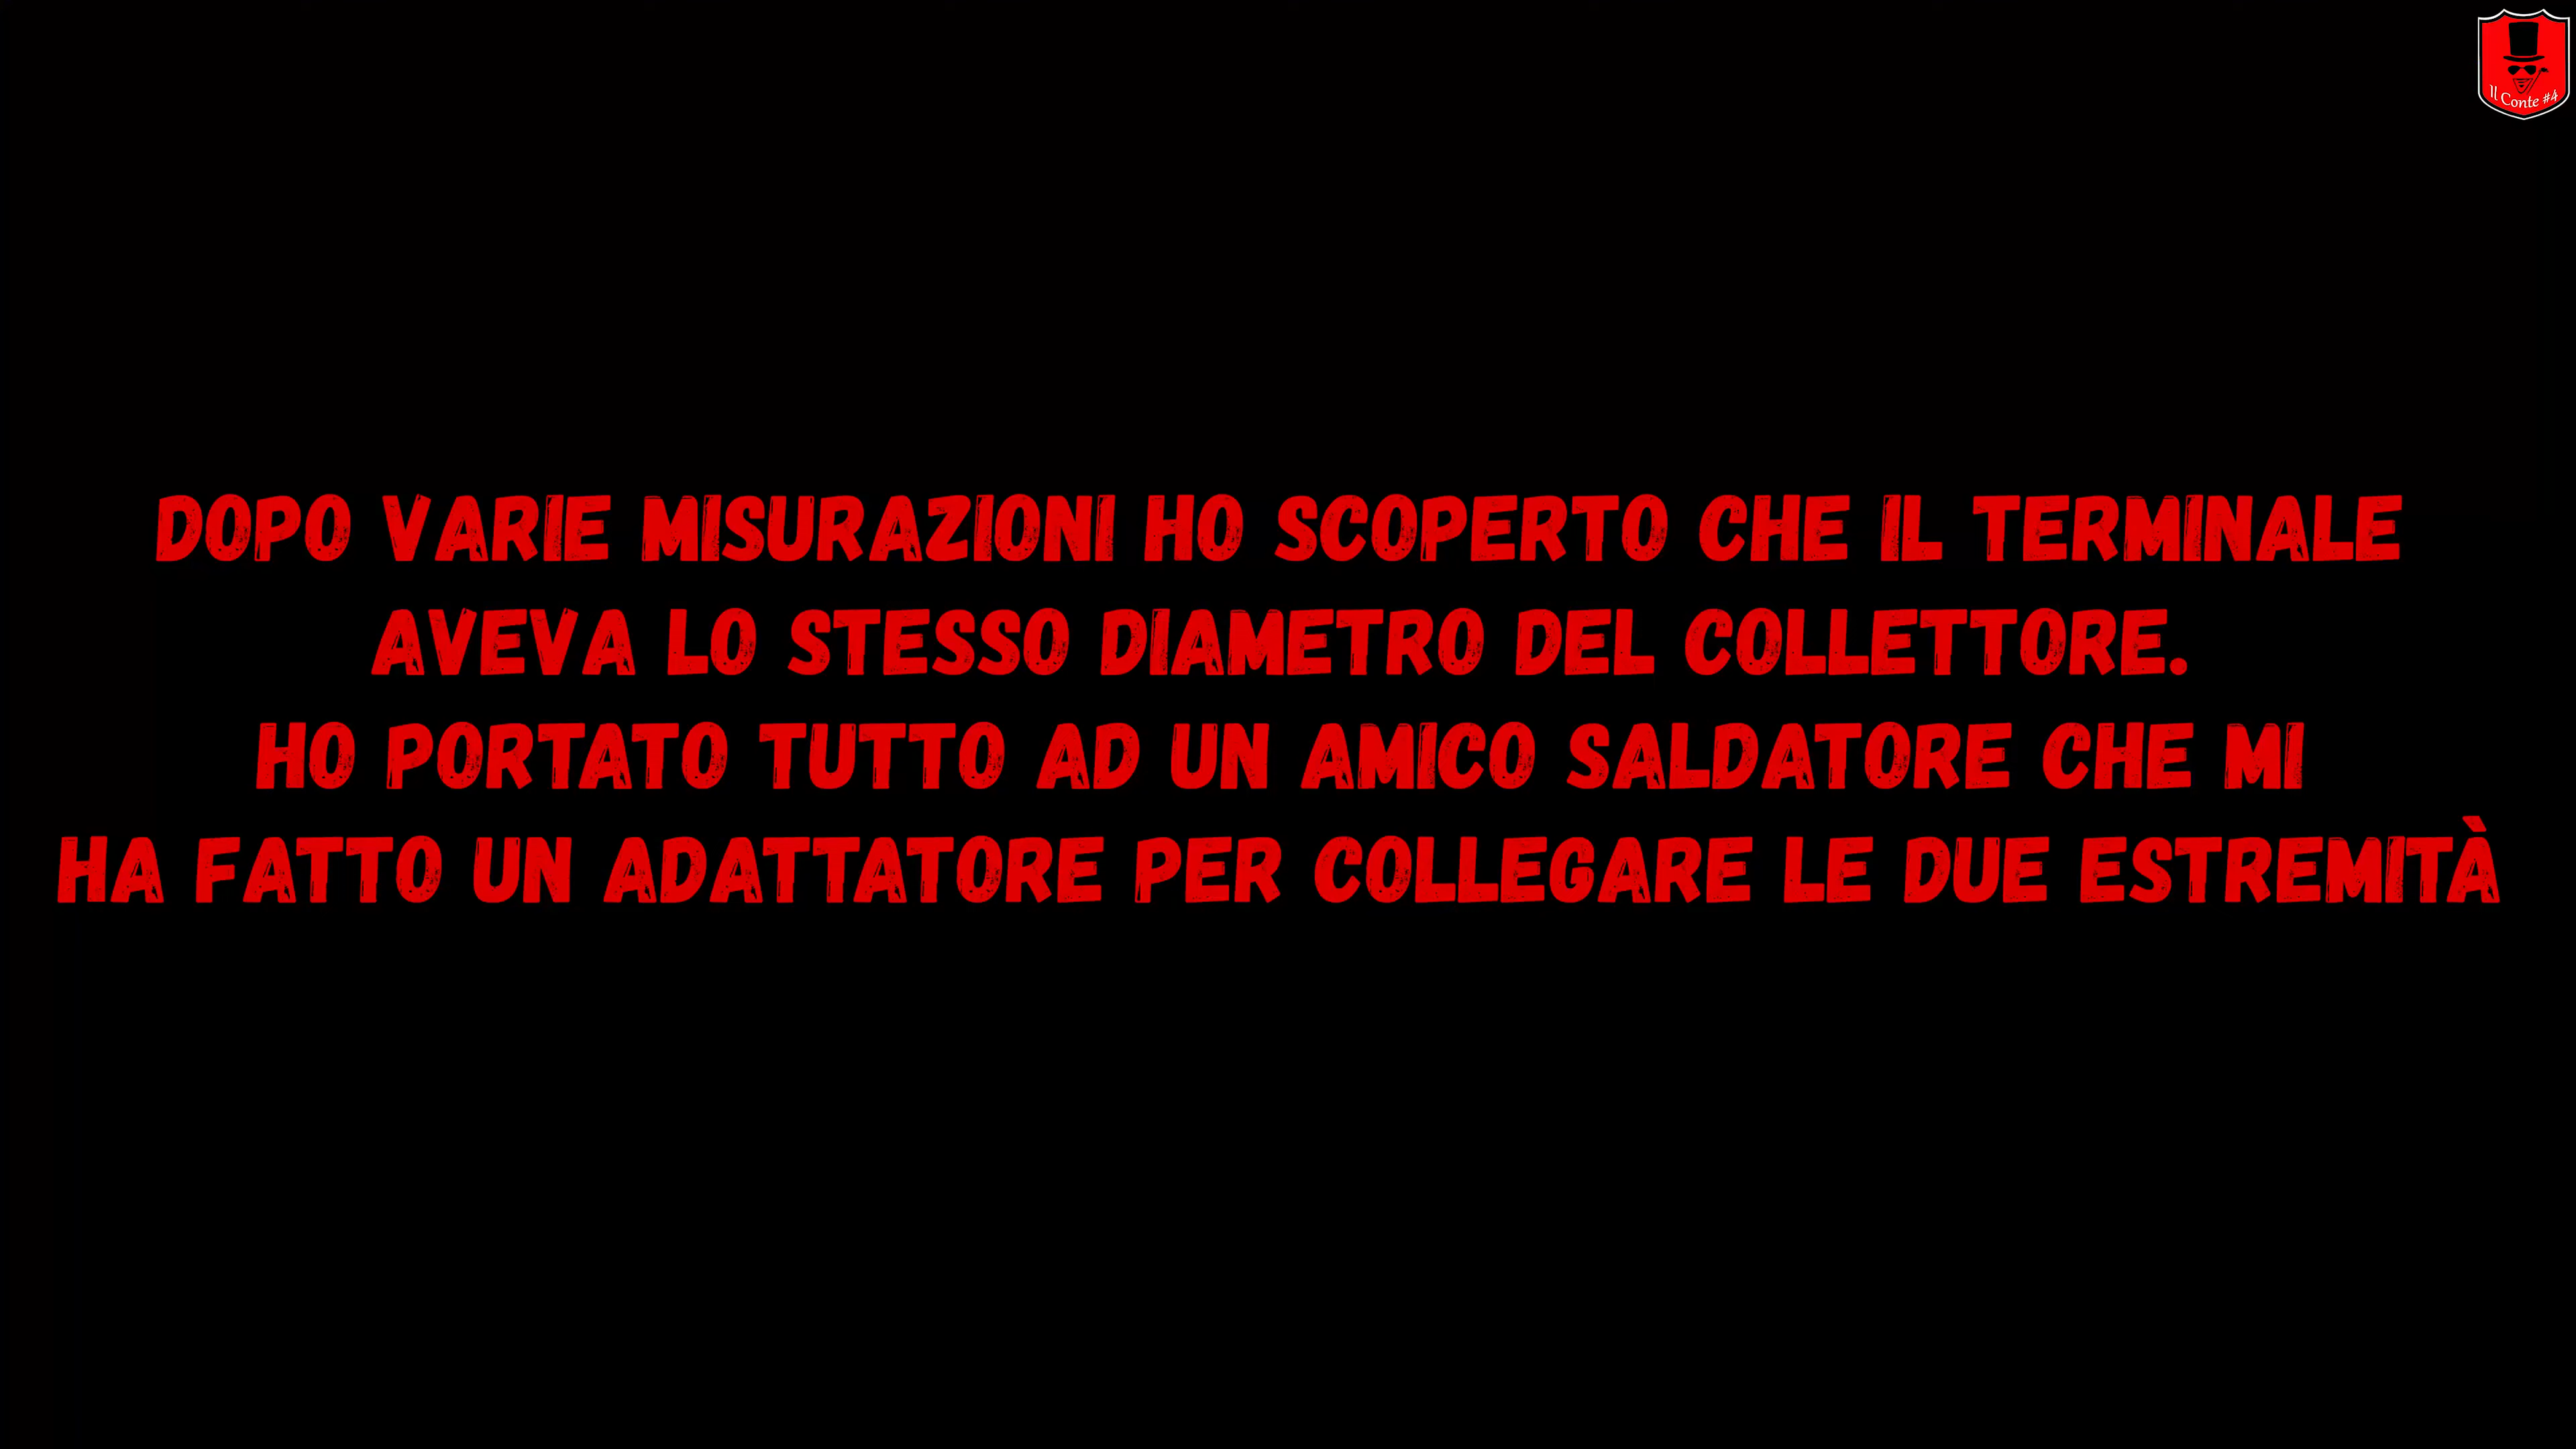 Il Conte #4
DOPO VARIE MISURAZIONI HO SCOPERTO CHE IL TERMINALE
AVEVA LO STESSO DIAMETRO DEL COLLETTORE.
HO PORTATO TUTTO AD UN AMICO SALDATORE CHE MI
HA FATTO UN ADATTATORE PER COLLEGARE LE DUE ESTREMITÀ